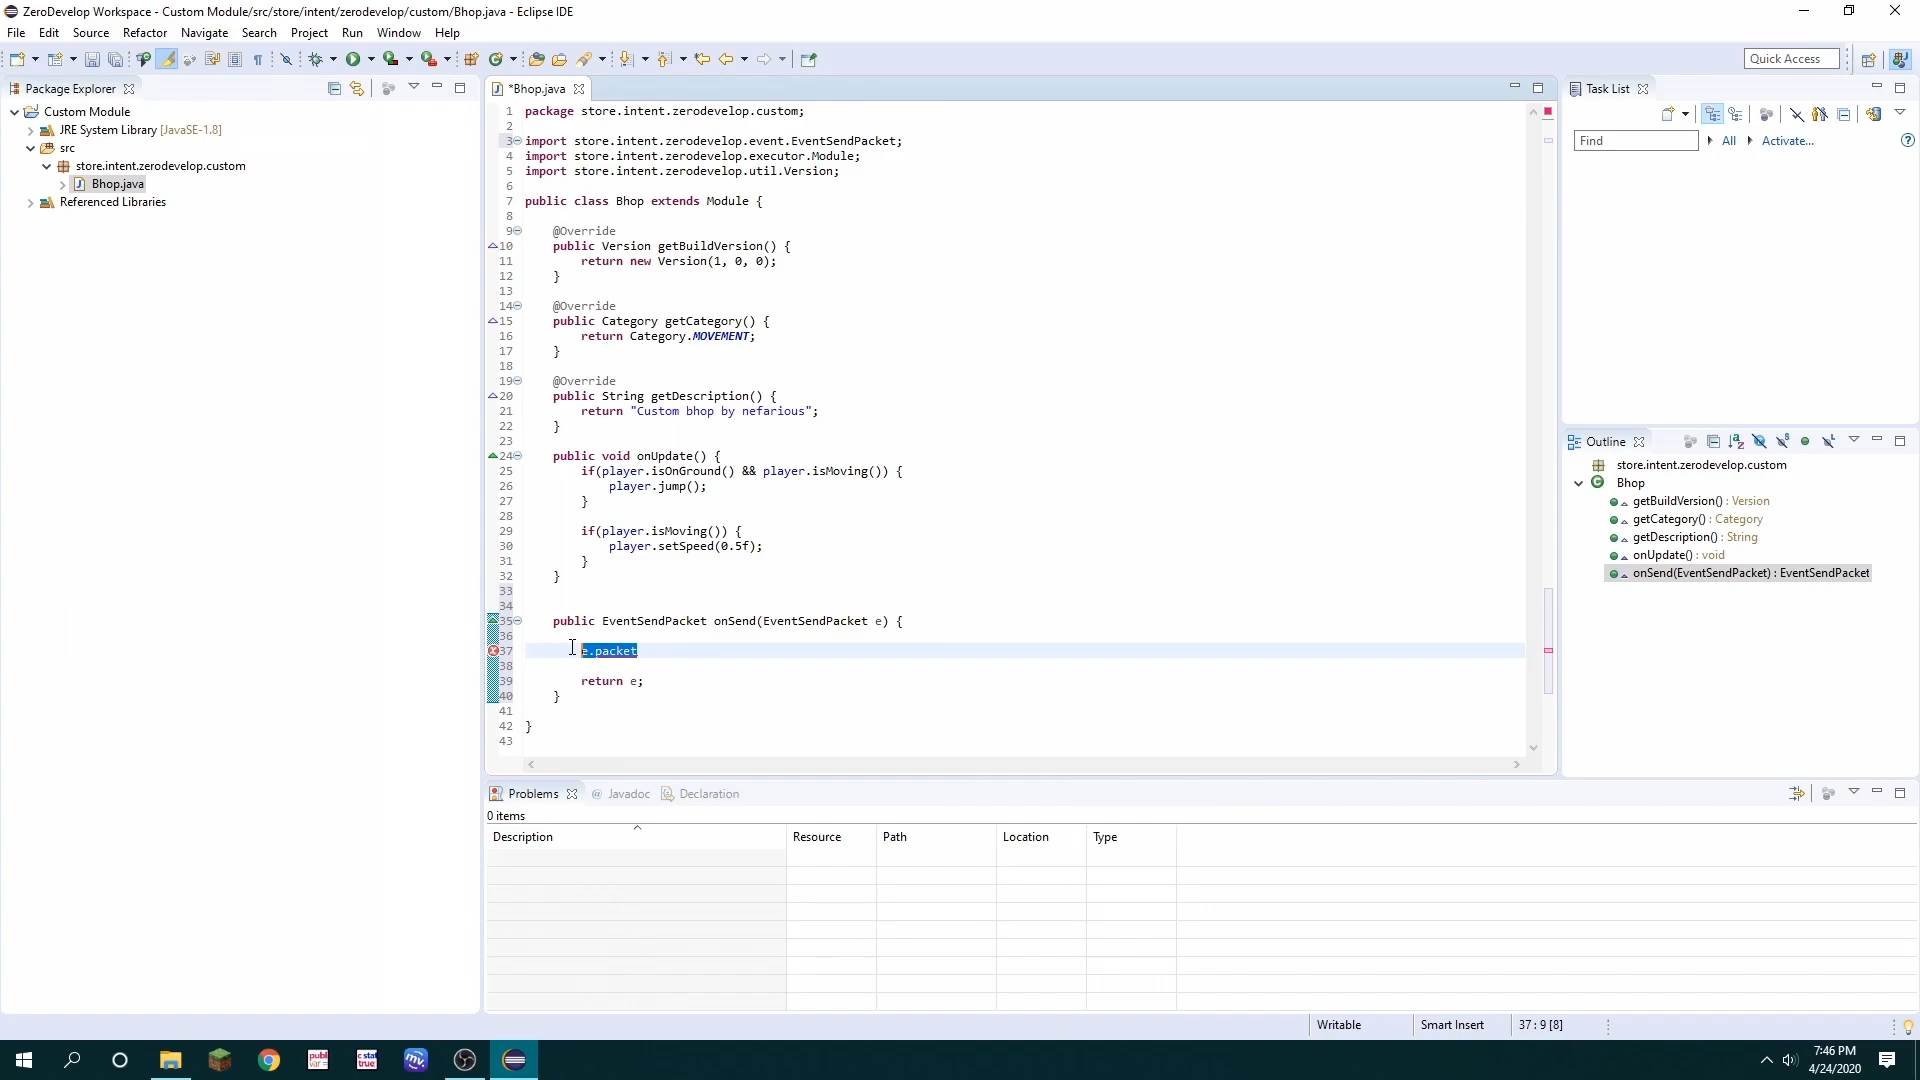 ZeroDevelop Workspace - Custom Module/src/store/intent/zerodevelop/custom/Bhop.java - Eclipse IDE
File Edit Source Refactor Navigate Search Project Run Window Help
Quick Access
Package Explorer
Custom Module
JRE System Library [JavaSE-1.8]
src
store.intent.zerodevelop.custom
Bhop.java
Referenced Libraries
*Bhop.java
1 package store.intent.zerodevelop.custom;
2
3 import store.intent.zerodevelop.event.EventSendPacket;
4 import store.intent.zerodevelop.executor.Module;
5 import store.intent.zerodevelop.util.Version;
6
7 public class Bhop extends Module {
8
9 @Override
10 public Version getBuildVersion() {
11 return new Version(1, 0, 0);
12 }
13
14 @Override
15 public Category getCategory() {
16 return Category.MOVEMENT;
17 }
18
19 @Override
20 public String getDescription() {
21 return "Custom bhop by nefarious";
22 }
23
24 public void onUpdate() {
25 if(player.isOnGround() && player.isMoving()) {
26 player.jump();
27 }
28
29 if(player.isMoving()) {
30 player.setSpeed(0.5f);
31 }
32 }
33
34
35 public EventSendPacket onSend(EventSendPacket e) {
36
37 e.packet
38
39 return e;
40 }
41
42 }
43
Task List
Find
All
Activate...
Outline
store.intent.zerodevelop.custom
Bhop
getBuildVersion() : Version
getCategory() : Category
getDescription() : String
onUpdate() : void
onSend(EventSendPacket) : EventSendPacket
Problems @ Javadoc Declaration
0 items
Description Resource Path Location Type
Writable Smart Insert 37 : 9 [8]
publ
var =
c stat
true;
mv
7:46 PM
4/24/2020